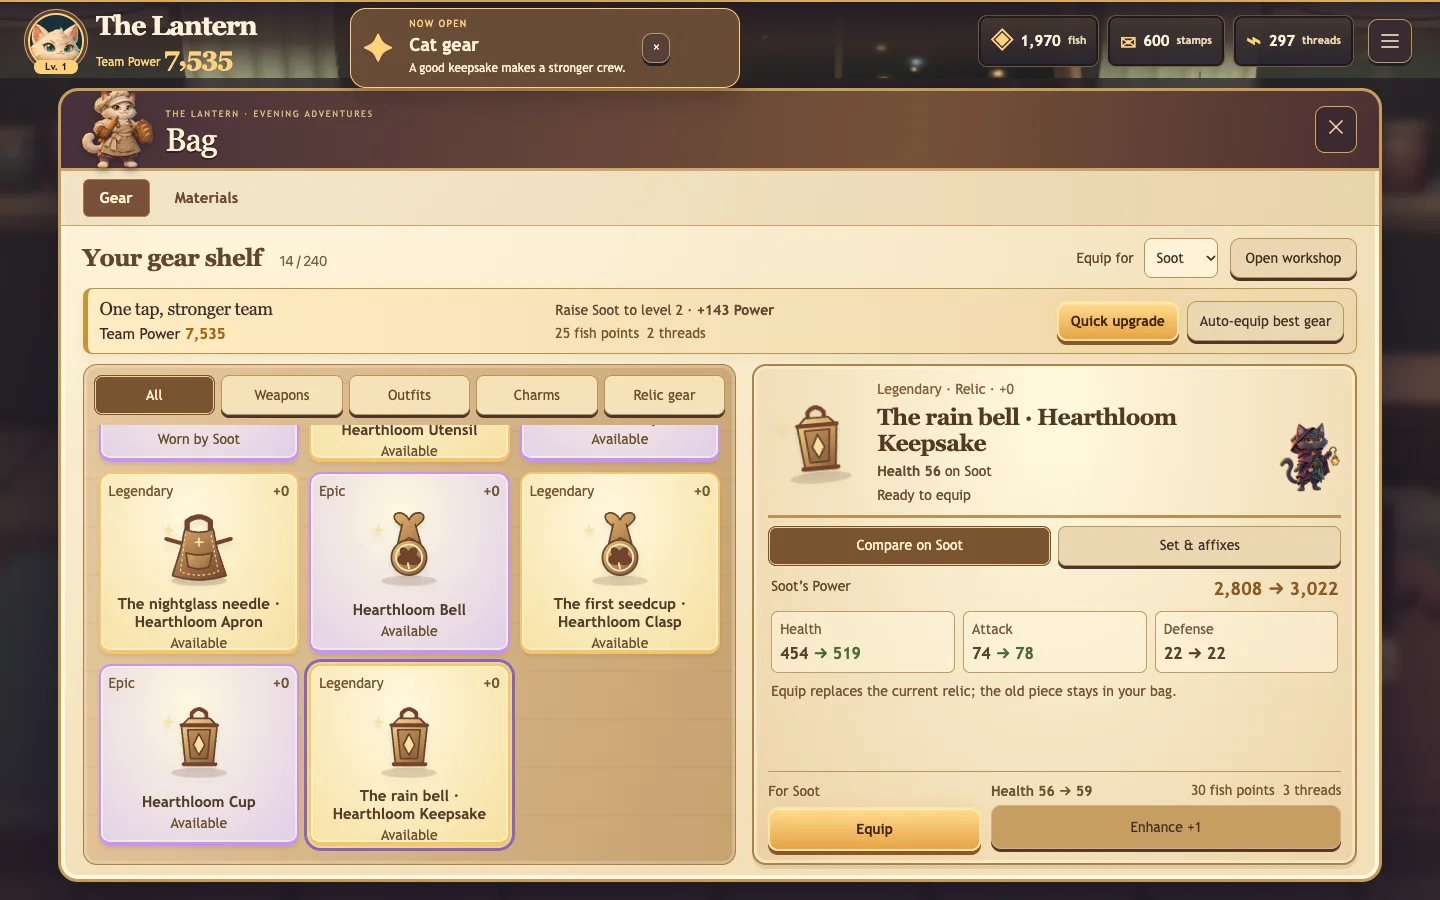 The Lantern
Lv. 1
Team Power 7,535
NOW OPEN
Cat gear
A good keepsake makes a stronger crew.
×
1,970 fish
600 stamps
297 threads
THE LANTERN · EVENING ADVENTURES
Bag
Gear
Materials
Your gear shelf 14 / 240
Equip for Soot
Open workshop
One tap, stronger team
Team Power 7,535
Raise Soot to level 2 · +143 Power
25 fish points 2 threads
Quick upgrade
Auto-equip best gear
All
Weapons
Outfits
Charms
Relic gear
Worn by Soot
Hearthloom Utensil
Available
Available
Legendary +0
The nightglass needle ·
Hearthloom Apron
Available
Epic +0
Hearthloom Bell
Available
Legendary +0
The first seedcup ·
Hearthloom Clasp
Available
Epic +0
Hearthloom Cup
Available
Legendary +0
The rain bell ·
Hearthloom Keepsake
Available
Legendary · Relic · +0
The rain bell · Hearthloom
Keepsake
Health 56 on Soot
Ready to equip
Compare on Soot
Set & affixes
Soot's Power 2,808 → 3,022
Health
454 → 519
Attack
74 → 78
Defense
22 → 22
Equip replaces the current relic; the old piece stays in your bag.
For Soot
Equip
Health 56 → 59
30 fish points 3 threads
Enhance +1